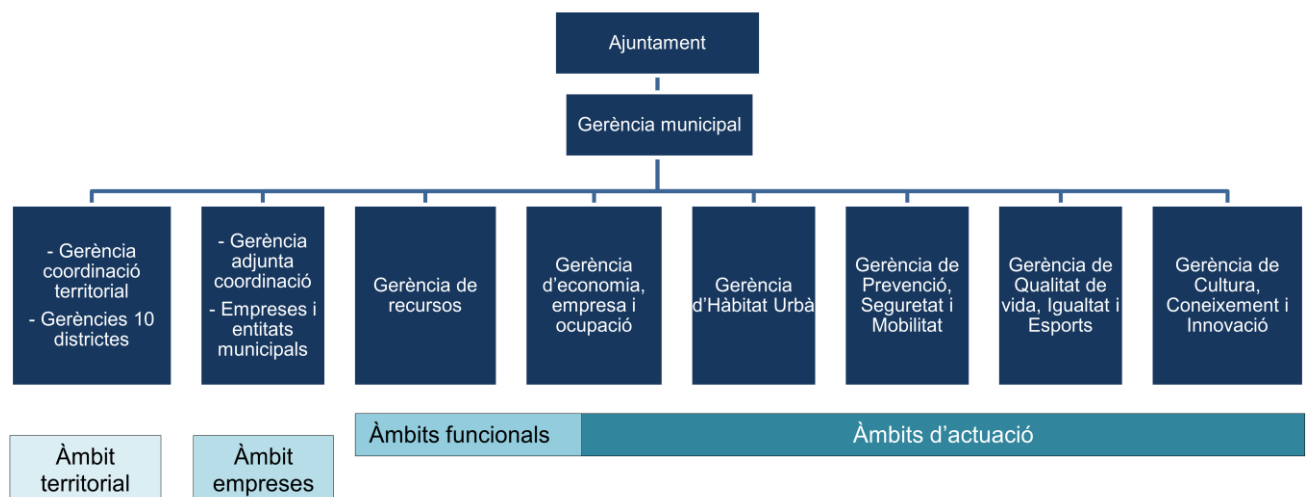 Ajuntament
Gerència municipal
- Gerència
coordinació
territorial
- Gerències 10
districtes
- Gerència
adjunta
coordinació
- Empreses i
entitats
municipals
Gerència de
recursos
Gerència
d'economia,
empresa i
ocupació
Gerència
d'Hàbitat Urbà
Gerència de
Prevenció,
Seguretat i
Mobilitat
Gerència de
Qualitat de
vida, Igualtat i
Esports
Gerència de
Cultura,
Coneixement i
Innovació
Àmbit
territorial
Àmbit
empreses
Àmbits funcionals
Àmbits d'actuació